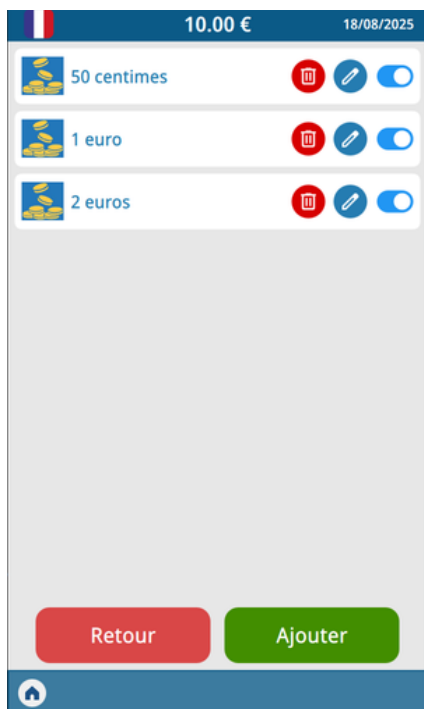 10.00 € 18/08/2025
50 centimes
1 euro
2 euros
Retour Ajouter